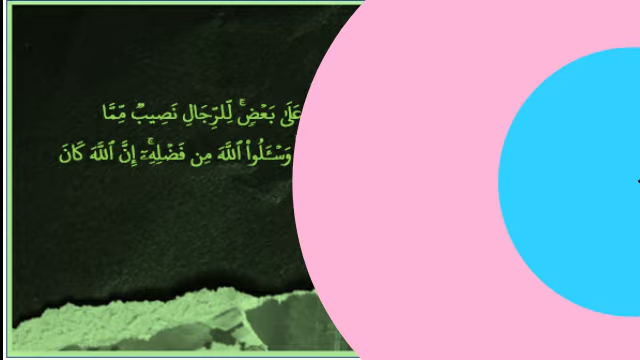 عَلَىٰ بَعْضٍ ۚ لِّلرِّجَالِ نَصِيبٌ مِّمَّا
وَسْـَٔلُوا۟ ٱللَّهَ مِن فَضْلِهِۦٓ ۗ إِنَّ ٱللَّهَ كَانَ